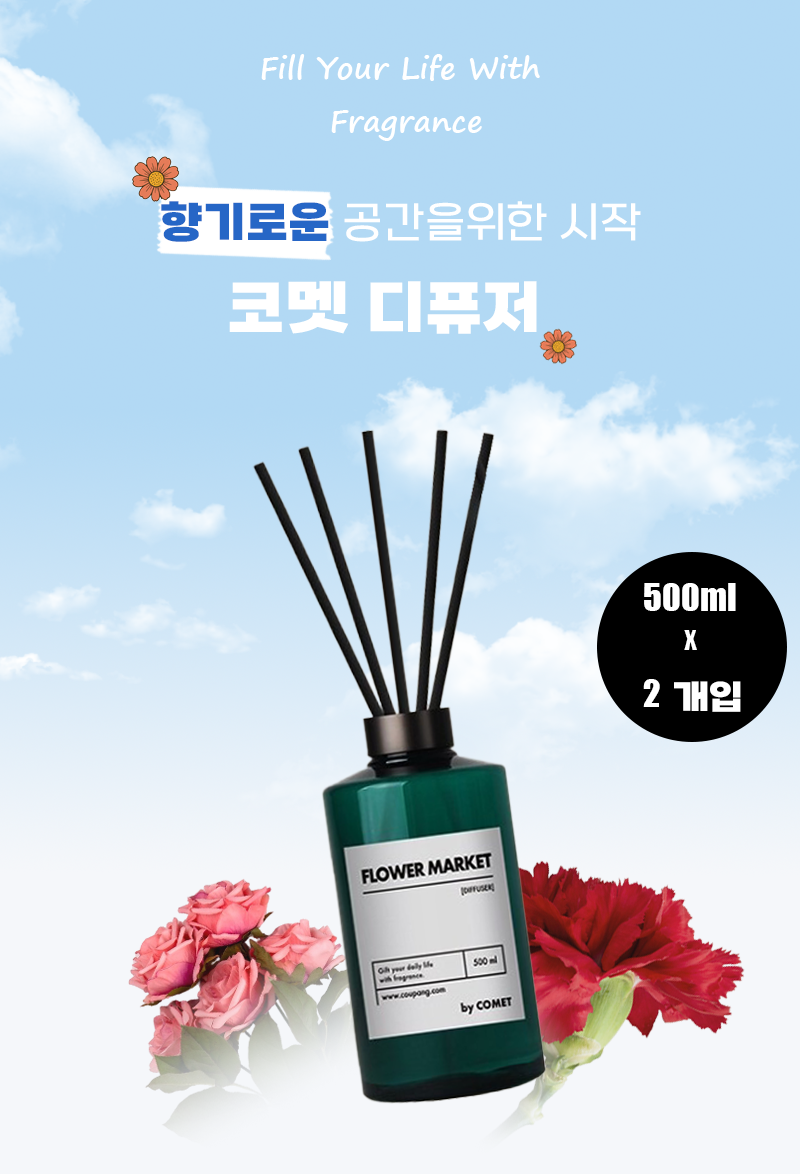 Fill Your Life With
Fragrance
향기로운 공간을위한 시작
코멧 디퓨저
500ml
X
2 개입
FLOWER MARKET
[DIFFUSER]
Gift your daily life
with fragrance.
500 ml
www.coupang.com
by COMET